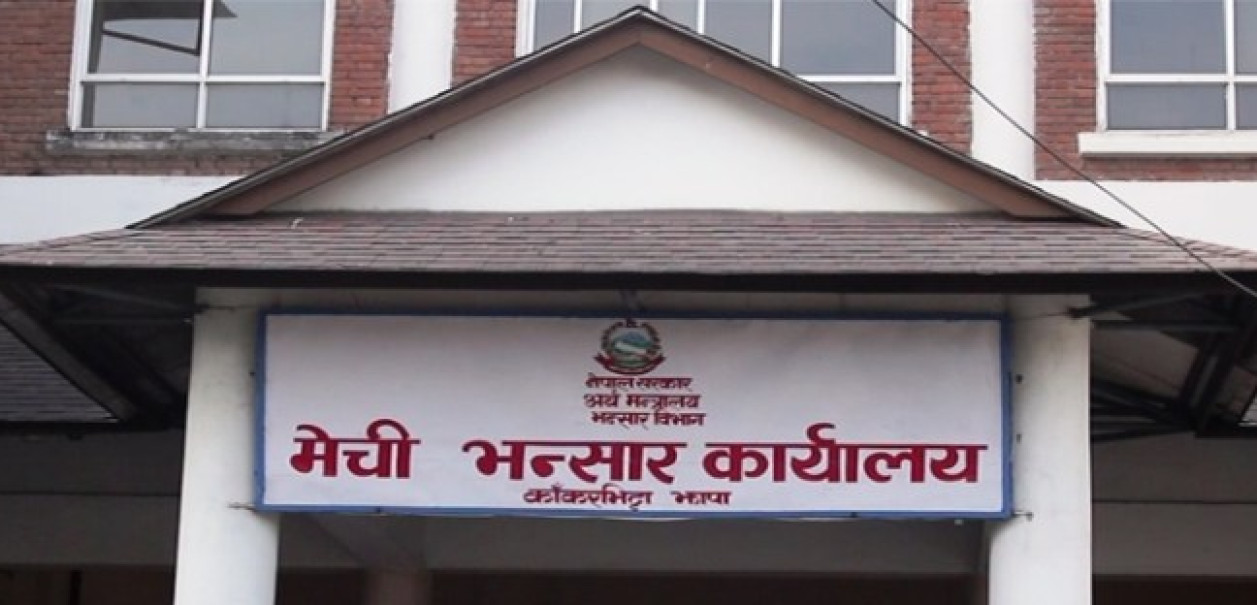 नेपाल सरकार
अर्थ मन्त्रालय
भन्सार विभाग
मेची भन्सार कार्यालय
काँकरभिट्टा झापा